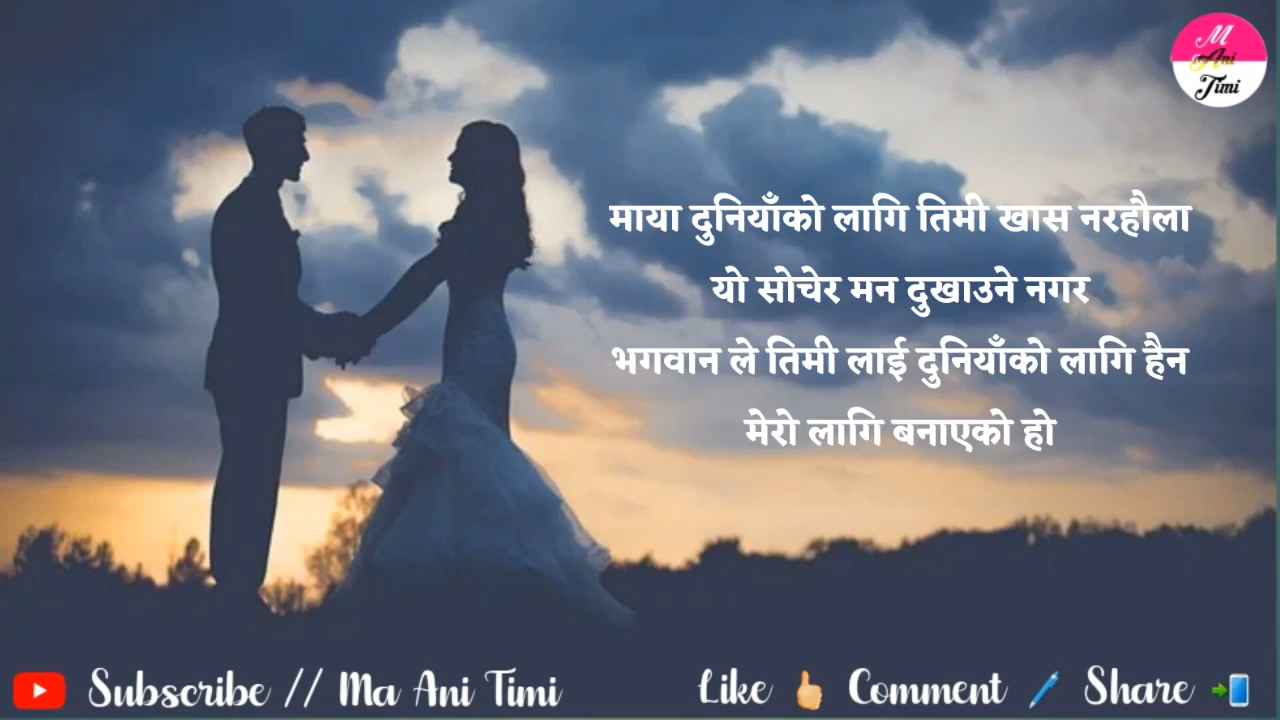 M
Ani
Timi
माया दुनियाँको लागि तिमी खास नरहौला
यो सोचेर मन दुखाउने नगर
भगवान ले तिमी लाई दुनियाँको लागि हैन
मेरो लागि बनाएको हो
Subscribe // Ma Ani Timi Like Comment Share